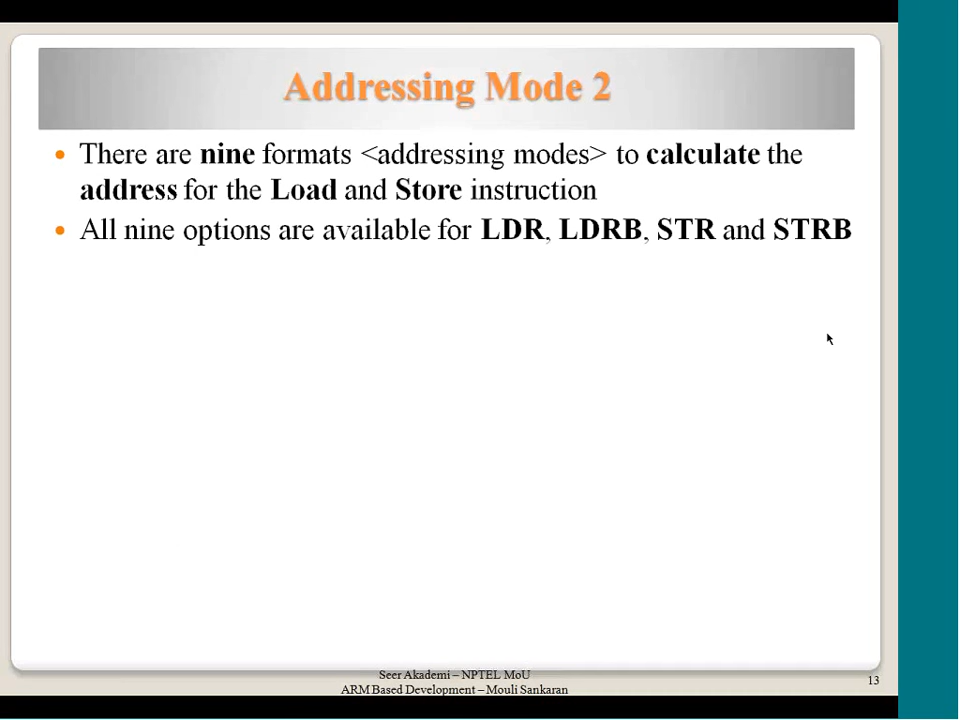 Addressing Mode 2
• There are nine formats <addressing modes> to calculate the
address for the Load and Store instruction
• All nine options are available for LDR, LDRB, STR and STRB
Seer Akademi – NPTEL MoU
ARM Based Development – Mouli Sankaran
13